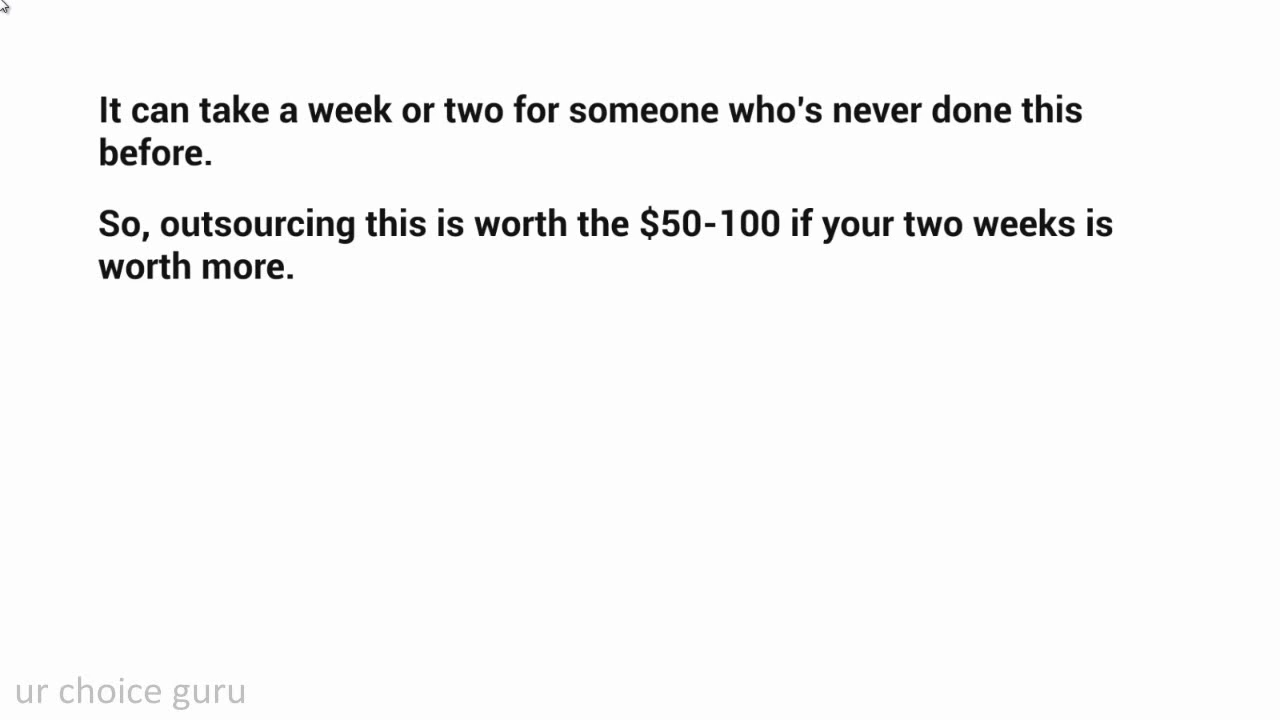 It can take a week or two for someone who's never done this
before.
So, outsourcing this is worth the $50-100 if your two weeks is
worth more.
ur choice guru